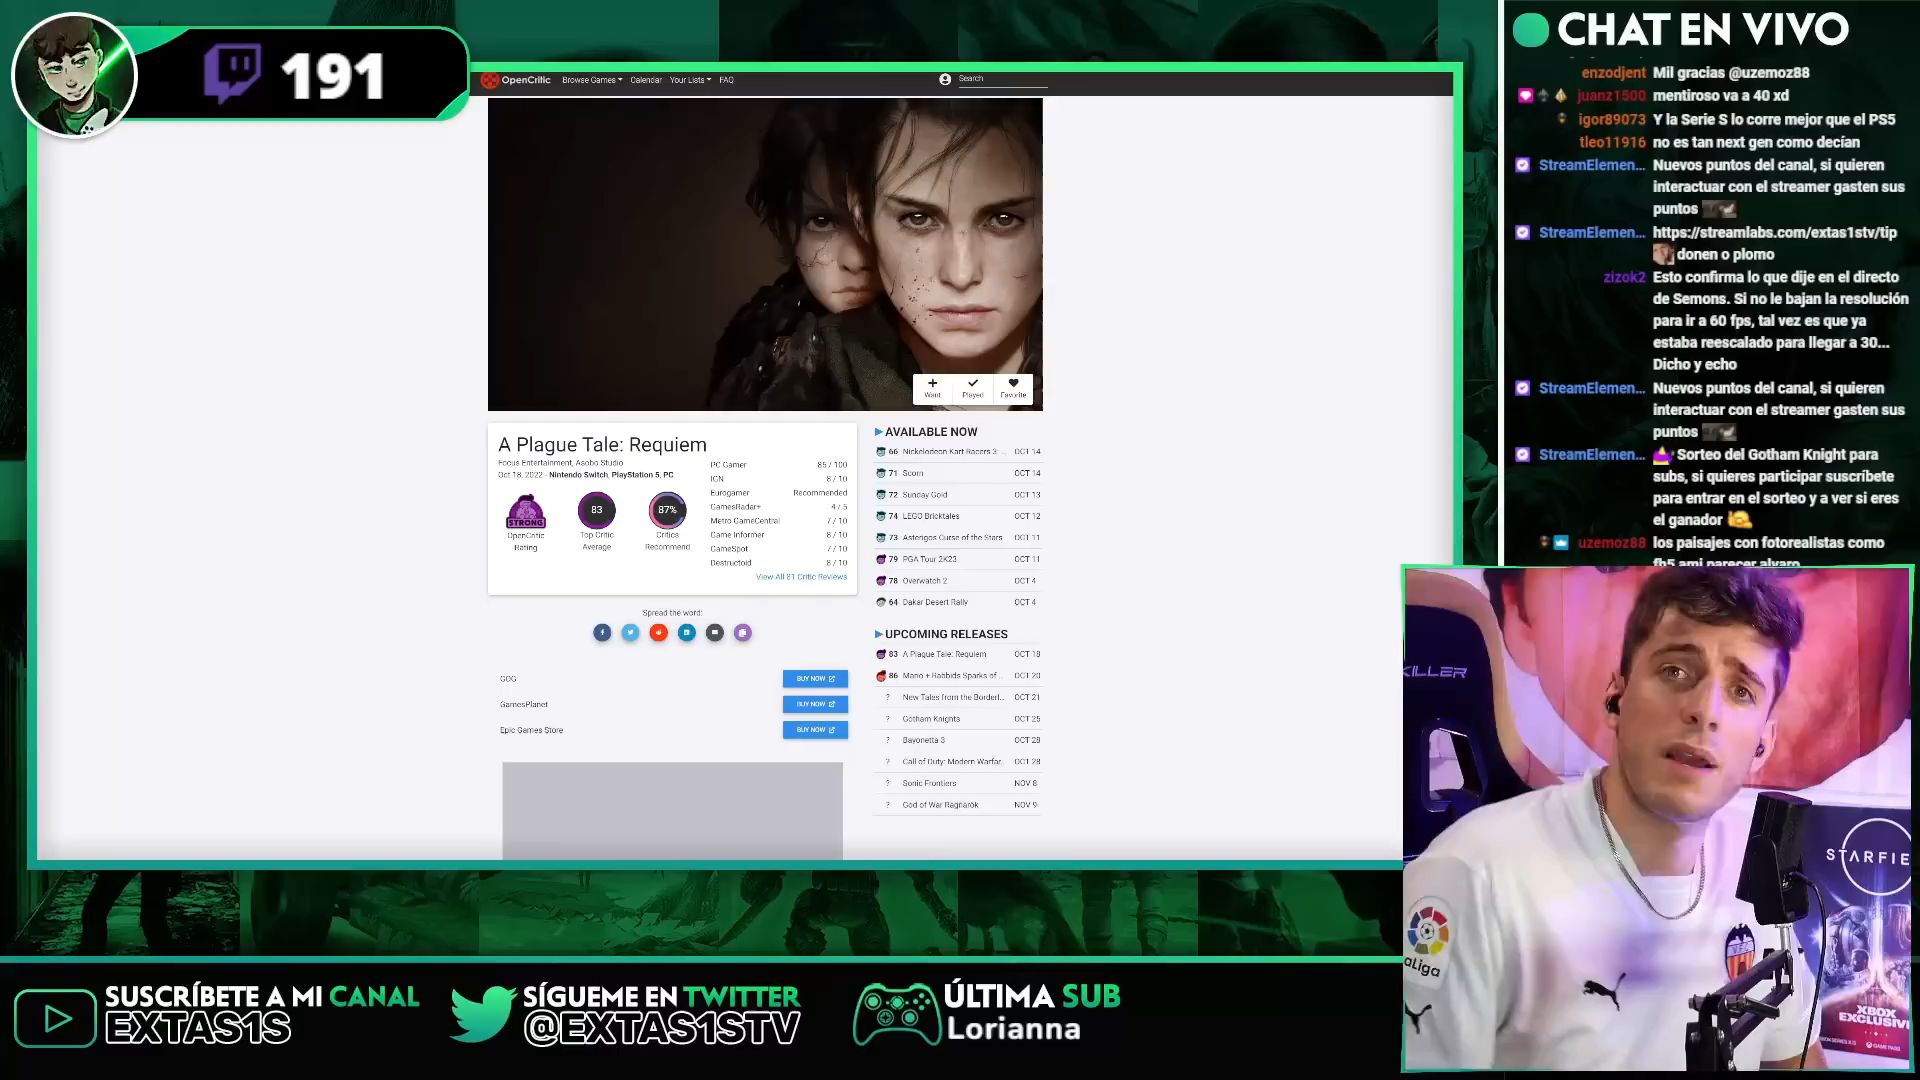 191
OpenCritic Browse Games Calendar Your Lists FAQ Search
Want Played Favorite
A Plague Tale: Requiem
Focus Entertainment, Asobo Studio
Oct 18, 2022 - Nintendo Switch, PlayStation 5, PC
STRONG
OpenCritic
Rating
83
Top Critic
Average
87%
Critics
Recommend
PC Gamer 85 / 100
IGN 8 / 10
Eurogamer Recommended
GamesRadar+ 4 / 5
Metro GameCentral 7 / 10
Game Informer 8 / 10
GameSpot 7 / 10
Destructoid 8 / 10
View All 81 Critic Reviews
Spread the word:
GOG BUY NOW
GamesPlanet BUY NOW
Epic Games Store BUY NOW
AVAILABLE NOW
66 Nickelodeon Kart Racers 3: ... OCT 14
71 Scorn OCT 14
72 Sunday Gold OCT 13
74 LEGO Bricktales OCT 12
73 Asterigos Curse of the Stars OCT 11
79 PGA Tour 2K23 OCT 11
78 Overwatch 2 OCT 4
64 Dakar Desert Rally OCT 4
UPCOMING RELEASES
83 A Plague Tale: Requiem OCT 18
86 Mario + Rabbids Sparks of ... OCT 20
? New Tales from the Borderl... OCT 21
? Gotham Knights OCT 25
? Bayonetta 3 OCT 28
? Call of Duty: Modern Warfar... OCT 28
? Sonic Frontiers NOV 8
? God of War Ragnarök NOV 9
CHAT EN VIVO
enzodjent Mil gracias @uzemoz88
juanz1500 mentiroso va a 40 xd
igor89073 Y la Serie S lo corre mejor que el PS5
tleo11916 no es tan next gen como decían
StreamElemen... Nuevos puntos del canal, si quieren
interactuar con el streamer gasten sus
puntos
StreamElemen... https://streamlabs.com/extas1stv/tip
donen o plomo
zizok2 Esto confirma lo que dije en el directo
de Semons. Si no le bajan la resolución
para ir a 60 fps, tal vez es que ya
estaba reescalado para llegar a 30...
Dicho y echo
StreamElemen... Nuevos puntos del canal, si quieren
interactuar con el streamer gasten sus
puntos
StreamElemen... Sorteo del Gotham Knight para
subs, si quieres participar suscríbete
para entrar en el sorteo y a ver si eres
el ganador
uzemoz88 los paisajes con fotorealistas como
fh5 ami parecer alvaro
KILLER
STARFIE
aLiga
XBOX
EXCLUSIV
GAME PASS
SUSCRÍBETE A MI CANAL
EXTAS1S
SÍGUEME EN TWITTER
@EXTAS1STV
ÚLTIMA SUB
Lorianna